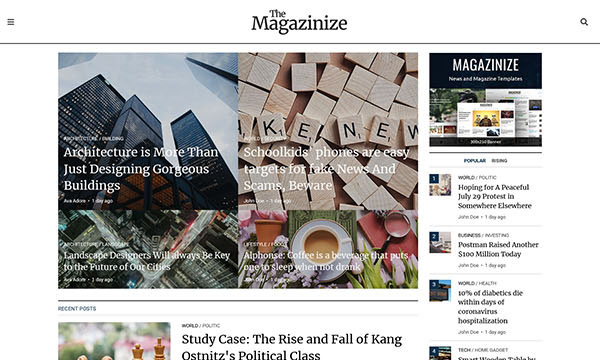 The
Magazinize
ARCHITECTURE / BUILDING
Architecture is More Than
Just Designing Gorgeous
Buildings
Ava Adore • 1 day ago
WORLD /
Schoolkids' phones are easy
targets for fake News And
Scams, Beware
John Doe • 1 day ago
KE NEW
ARCHITECTURE / LANDSCAPE
Landscape Designers Will always Be Key
to the Future of Our Cities
Ava Adore • 1 day ago
LIFESTYLE / FOODS
Alphonse: Coffee is a beverage that puts
one to sleep when not drank
John Doe • 1 day ago
MAGAZINIZE
News and Magazine Templates
300x250 Banner
POPULAR RISING
1
WORLD / POLITIC
Hoping for A Peaceful
July 29 Protest in
Somewhere Elsewhere
John Doe • 1 day ago
2
BUSINESS / INVESTING
Postman Raised Another
$100 Million Today
John Doe • 1 day ago
3
WORLD / HEALTH
10% of diabetics die
within days of
coronavirus
hospitalization
John Doe • 1 day ago
4
TECH / HOME GADGET
Smart Wooden Table by
RECENT POSTS
WORLD / POLITIC
Study Case: The Rise and Fall of Kang
Ostnitz's Political Class